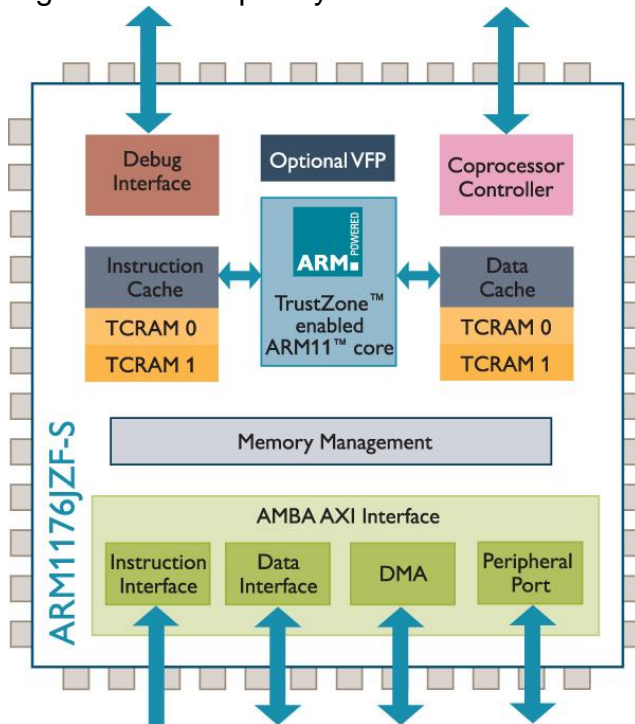 Debug
Interface
Optional VFP
Coprocessor
Controller
ARM POWERED
Instruction
Cache
TrustZone™
enabled
ARM11™ core
Data
Cache
TCRAM 0
TCRAM 1
TCRAM 0
TCRAM 1
Memory Management
AMBA AXI Interface
Instruction
Interface
Data
Interface
DMA
Peripheral
Port
ARM1176JZF-S